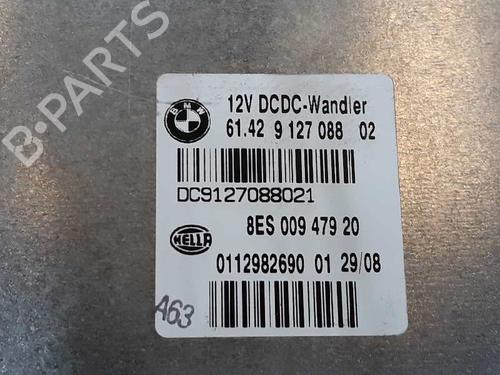 B-PARTS
BMW
12V DCDC-Wandler
61.42 9 127 088 02
DC9127088021
8ES 009 479 20
HELLA
0112982690 01 29/08
A63